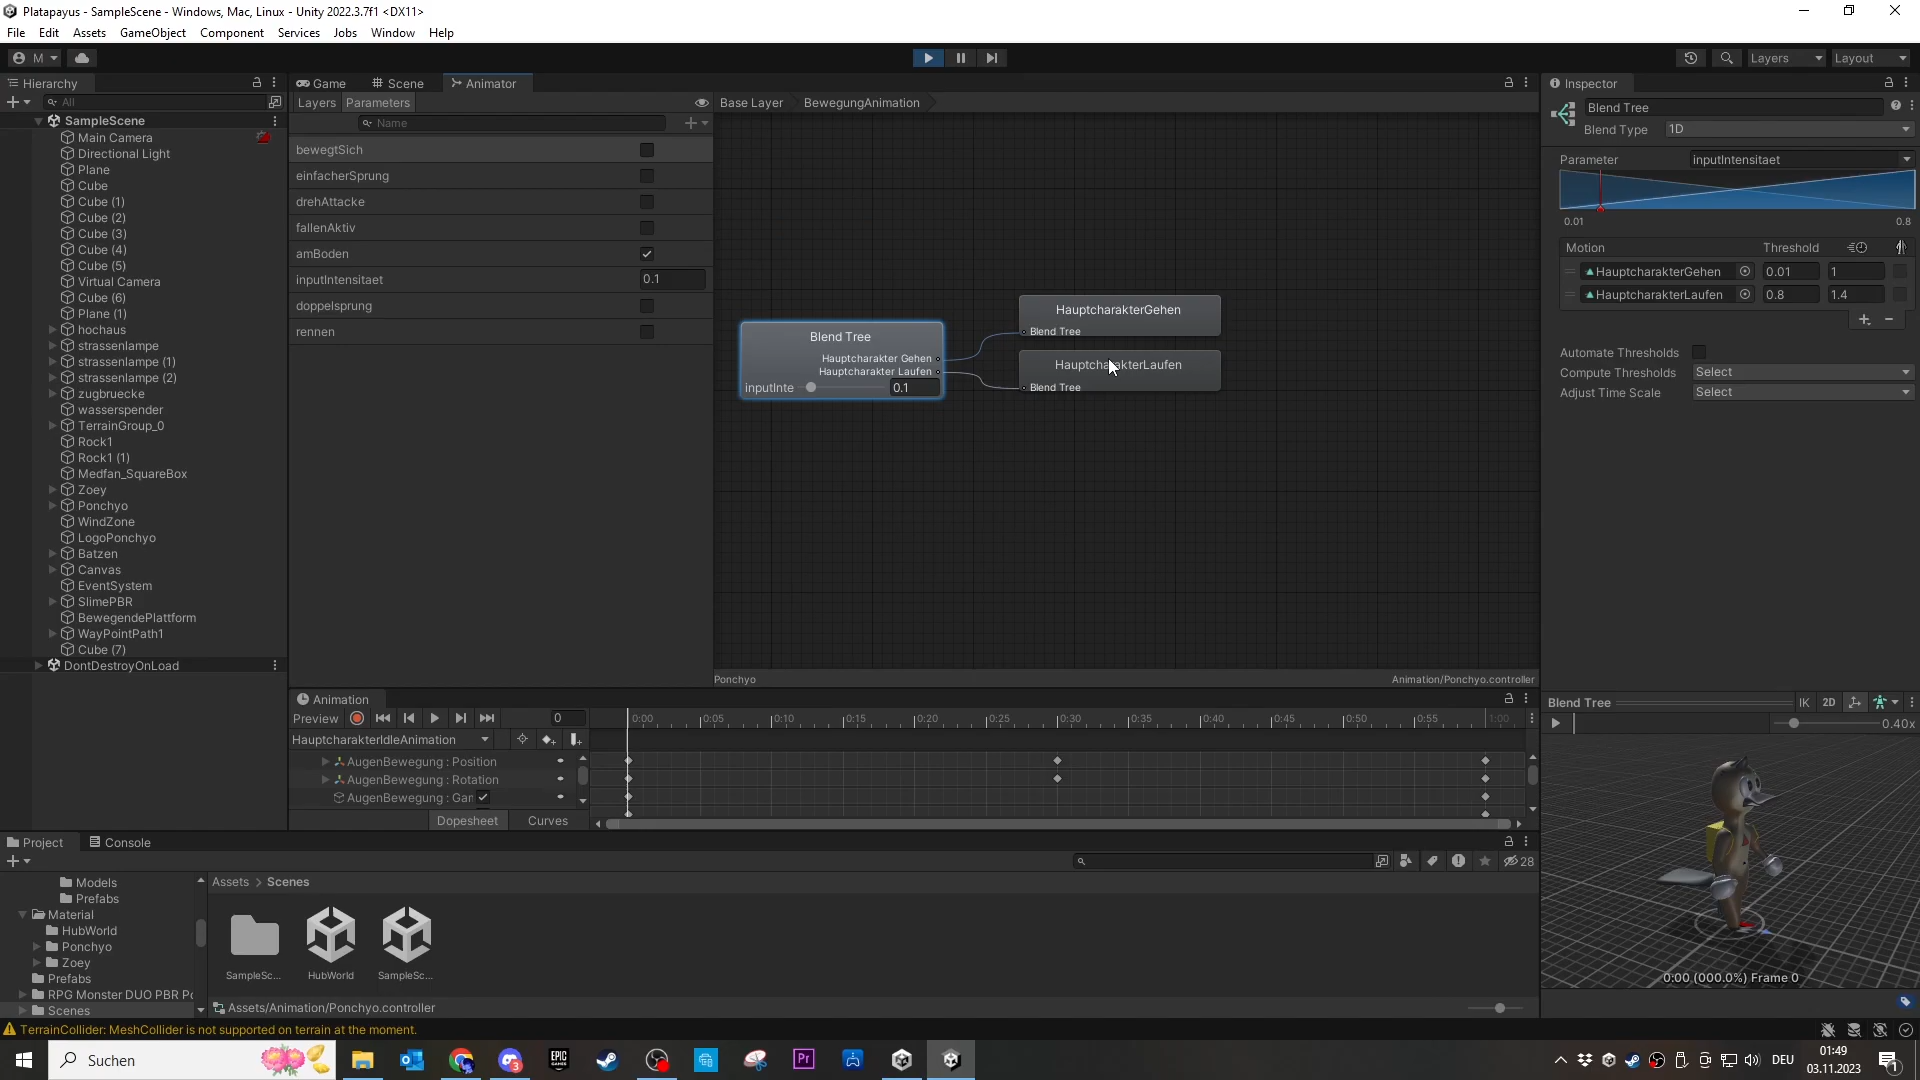 Platapayus - SampleScene - Windows, Mac, Linux - Unity 2022.3.7f1 <DX11>
File Edit Assets GameObject Component Services Jobs Window Help
M
Layers Layout
Hierarchy
All
SampleScene
Main Camera
Directional Light
Plane
Cube
Cube (1)
Cube (2)
Cube (3)
Cube (4)
Cube (5)
Virtual Camera
Cube (6)
Plane (1)
hochaus
strassenlampe
strassenlampe (1)
strassenlampe (2)
zugbruecke
wasserspender
TerrainGroup_0
Rock1
Rock1 (1)
Medfan_SquareBox
Zoey
Ponchyo
WindZone
LogoPonchyo
Batzen
Canvas
EventSystem
SlimePBR
BewegendePlattform
WayPointPath1
Cube (7)
DontDestroyOnLoad
Game Scene Animator
Layers Parameters
Name
bewegtSich
einfacherSprung
drehAttacke
fallenAktiv
amBoden
inputIntensitaet 0.1
doppelsprung
rennen
Base Layer BewegungAnimation
Blend Tree
Hauptcharakter Gehen
Hauptcharakter Laufen
inputInte 0.1
HauptcharakterGehen
Blend Tree
HauptcharakterLaufen
Blend Tree
Ponchyo Animation/Ponchyo.controller
Animation
Preview 0
0:00 0:05 0:10 0:15 0:20 0:25 0:30 0:35 0:40 0:45 0:50 0:55 1:00
HauptcharakterIdleAnimation
AugenBewegung : Position
AugenBewegung : Rotation
AugenBewegung : Gar
Dopesheet Curves
Inspector
Blend Tree
Blend Type 1D
Parameter inputIntensitaet
0.01 0.8
Motion Threshold
HauptcharakterGehen 0.01 1
HauptcharakterLaufen 0.8 1.4
Automate Thresholds
Compute Thresholds Select
Adjust Time Scale Select
Blend Tree IK 2D
0.40x
0:00 (000.0%) Frame 0
Project Console
28
Models
Prefabs
Material
HubWorld
Ponchyo
Zoey
Prefabs
RPG Monster DUO PBR Po
Scenes
Assets > Scenes
SampleSc...
HubWorld
SampleSc...
Assets/Animation/Ponchyo.controller
TerrainCollider: MeshCollider is not supported on terrain at the moment.
Suchen
EPIC GAMES
3
Pr
DEU
01:49
03.11.2023
1